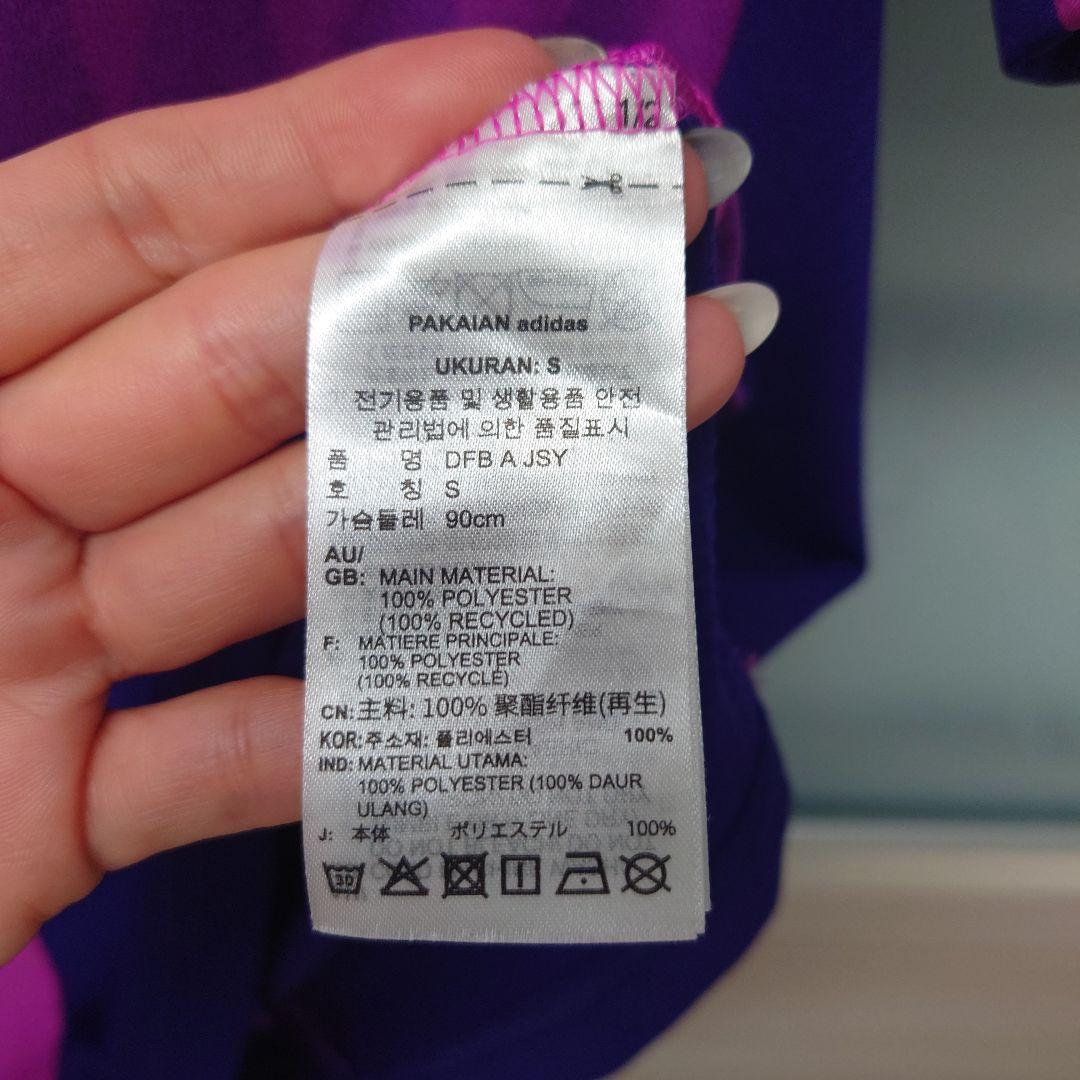 1/2
PAKAIAN adidas
UKURAN: S
전기용품 및 생활용품 안전
관리법에 의한 품질표시
품 명 DFB A JSY
호 칭 S
가슴둘레 90cm
AU/
GB: MAIN MATERIAL:
100% POLYESTER
(100% RECYCLED)
F: MATIERE PRINCIPALE:
100% POLYESTER
(100% RECYCLE)
CN: 主料: 100% 聚酯纤维(再生)
KOR: 주소재: 폴리에스터 100%
IND: MATERIAL UTAMA:
100% POLYESTER (100% DAUR
ULANG)
J: 本体 ポリエステル 100%
30